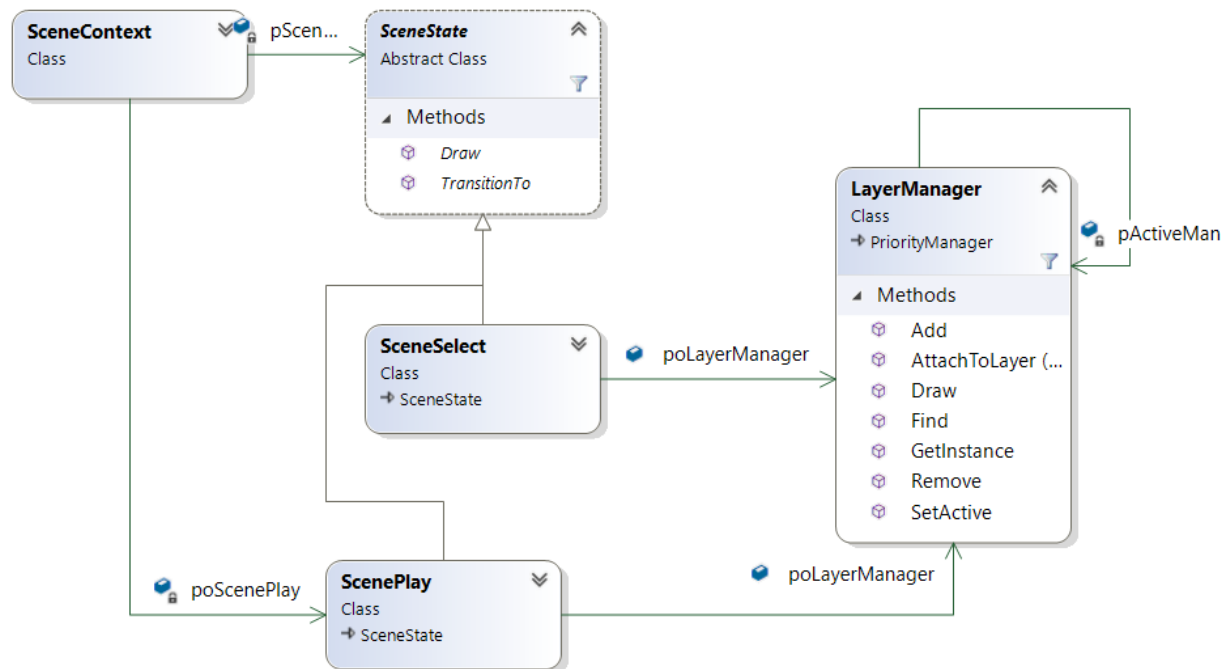 SceneContext
Class
pScen...
SceneState
Abstract Class
Methods
Draw
TransitionTo
LayerManager
Class
PriorityManager
pActiveMan
Methods
Add
AttachToLayer (...
Draw
Find
GetInstance
Remove
SetActive
SceneSelect
Class
SceneState
poLayerManager
ScenePlay
Class
SceneState
poScenePlay
poLayerManager